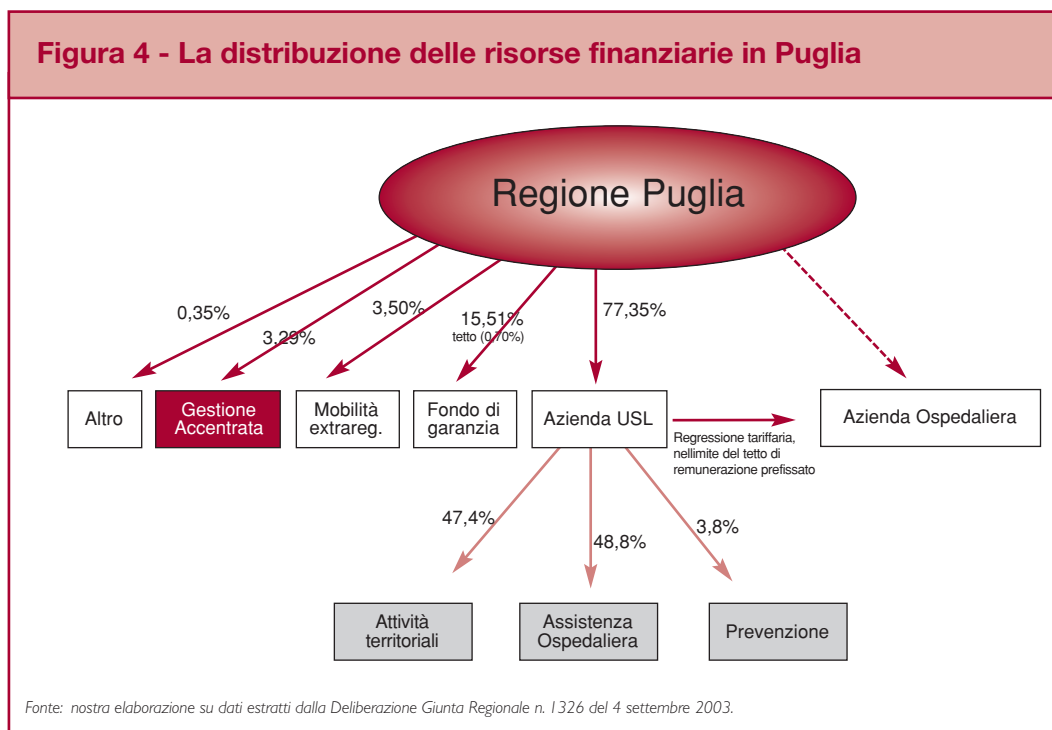 Figura 4 - La distribuzione delle risorse finanziarie in Puglia
Regione Puglia
0,35%
3,29%
3,50%
15,51%
tetto (0,70%)
77,35%
Altro
Gestione
Accentrata
Mobilità
extrareg.
Fondo di
garanzia
Azienda USL
Regressione tariffaria,
nellimite del tetto di
remunerazione prefissato
Azienda Ospedaliera
47,4%
48,8%
3,8%
Attività
territoriali
Assistenza
Ospedaliera
Prevenzione
Fonte: nostra elaborazione su dati estratti dalla Deliberazione Giunta Regionale n. 1326 del 4 settembre 2003.